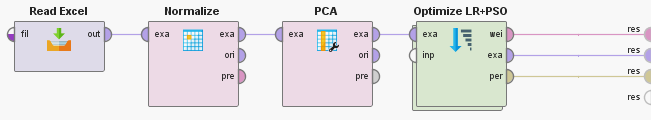 Read Excel
fil out
Normalize
exa exa
ori
pre
PCA
exa exa
ori
pre
Optimize LR+PSO
exa wei
inp exa
per
res
res
res
res